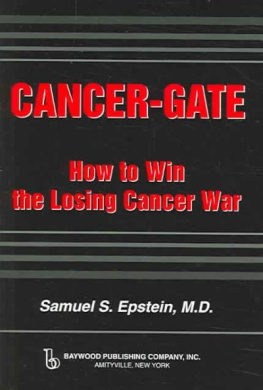 CANCER-GATE
How to Win
the Losing Cancer War
Samuel S. Epstein, M.D.
BAYWOOD PUBLISHING COMPANY, INC.
AMITYVILLE, NEW YORK